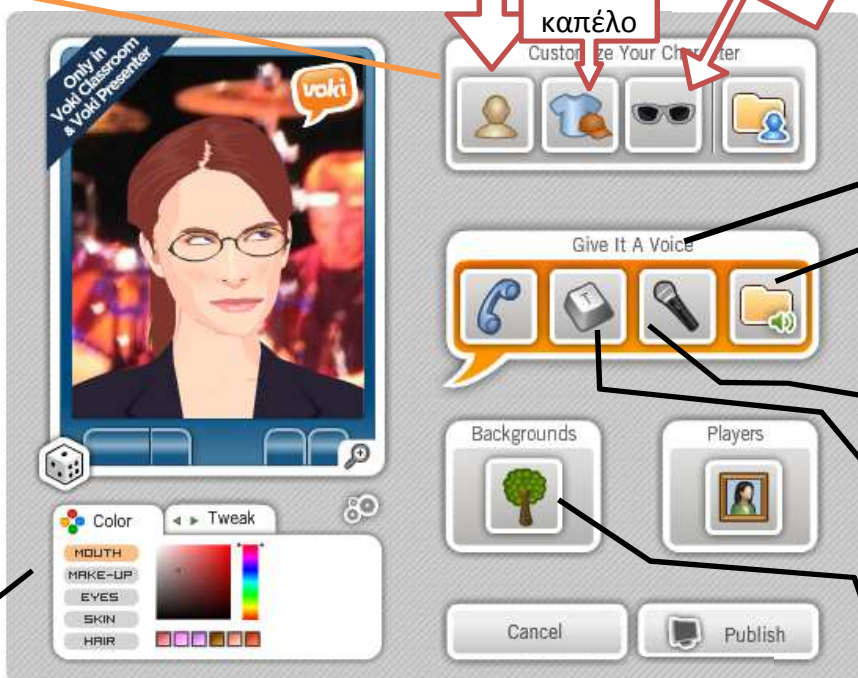 καπέλο
Only in
Voki Classroom
& Voki Presenter
voki
Customize Your Character
Give It A Voice
T
Backgrounds
Players
Color
Tweak
MOUTH
MAKE-UP
EYES
SKIN
HAIR
Cancel
Publish